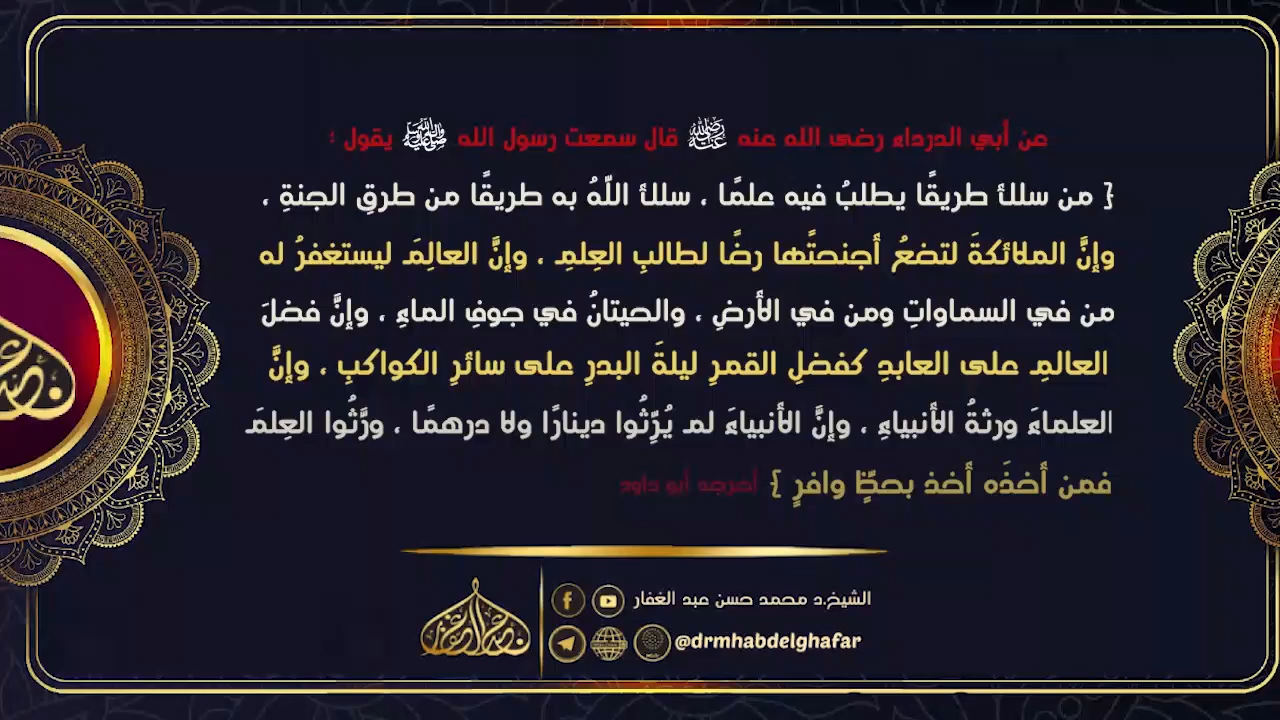 عن أبي الدرداء رضى الله عنه رضي الله عنه قال سمعت رسول الله ﷺ يقول :
{ من سلك طريقًا يطلبُ فيه علمًا ، سلك اللّهُ به طريقًا من طرقِ الجنةِ ،
وإنَّ الملائكةَ لتضعُ أجنحتَها رضًا لطالبِ العِلمِ ، وإنَّ العالِمَ ليستغفرُ له
من في السماواتِ ومن في الأرضِ ، والحيتانُ في جوفِ الماءِ ، وإنَّ فضلَ
العالمِ على العابدِ كفضلِ القمرِ ليلةَ البدرِ على سائرِ الكواكبِ ، وإنَّ
العلماءَ ورثةُ الأنبياءِ ، وإنَّ الأنبياءَ لم يُرِّثُوا دينارًا ولا درهمًا ، ورَّثُوا العِلمَ
فمن أخذَه أخذ بحظٍّ وافرٍ } أخرجه أبو داود
الشيخ.د محمد حسن عبد الغفار
@drmhabdelghafar